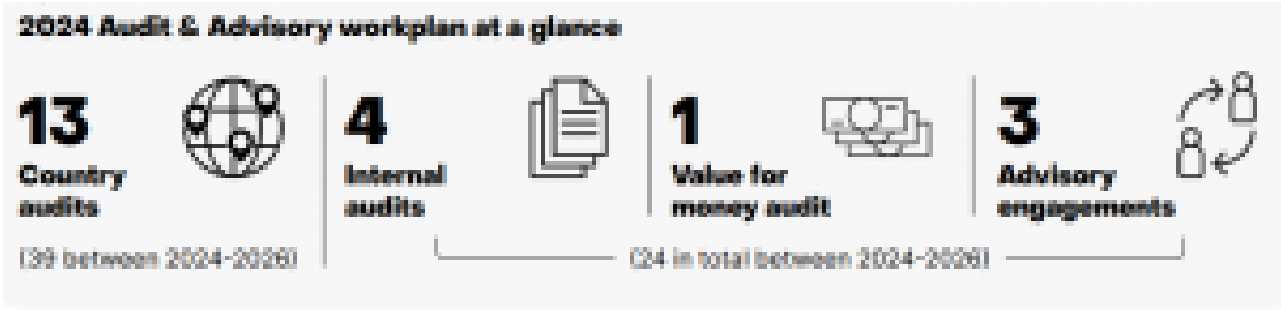 2024 Audit & Advisory workplan at a glance
13
Country
audits
(39 between 2024-2026)
4
Internal
audits
1
Value for
money audit
3
Advisory
engagements
(24 in total between 2024-2026)